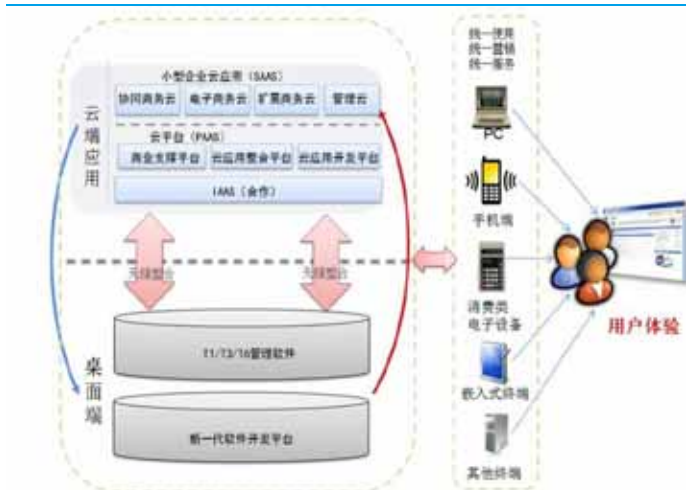 小型企业云应用（SAAS）
协同商务云 电子商务云 扩展商务云 管理云
云平台（PAAS）
商业支撑平台 云应用整合平台 云应用开发平台
IAAS（合作）
云端应用
无缝整合 无缝整合
T1/T3/T6管理软件
新一代软件开发平台
桌面端
统一使用
统一营销
统一服务
PC
手机端
消费类
电子设备
嵌入式终端
其他终端
用户体验